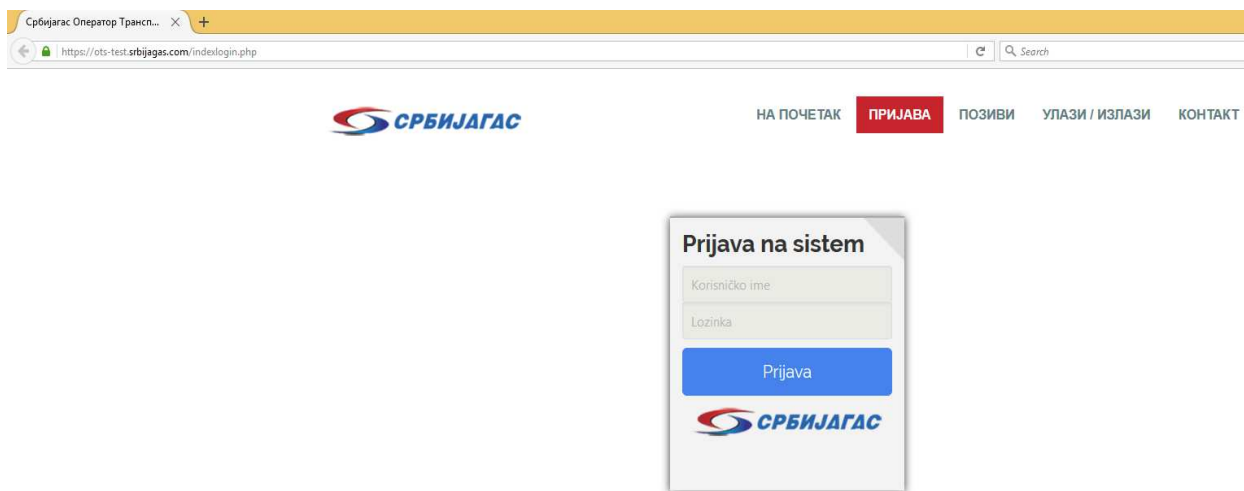 Србијагас Оператор Трансп...
https://ots-test.srbijagas.com/indexlogin.php
Search
СРБИЈАГАС
НА ПОЧЕТАК ПРИЈАВА ПОЗИВИ УЛАЗИ / ИЗЛАЗИ КОНТАКТ
Prijava na sistem
Korisničko ime
Lozinka
Prijava
СРБИЈАГАС